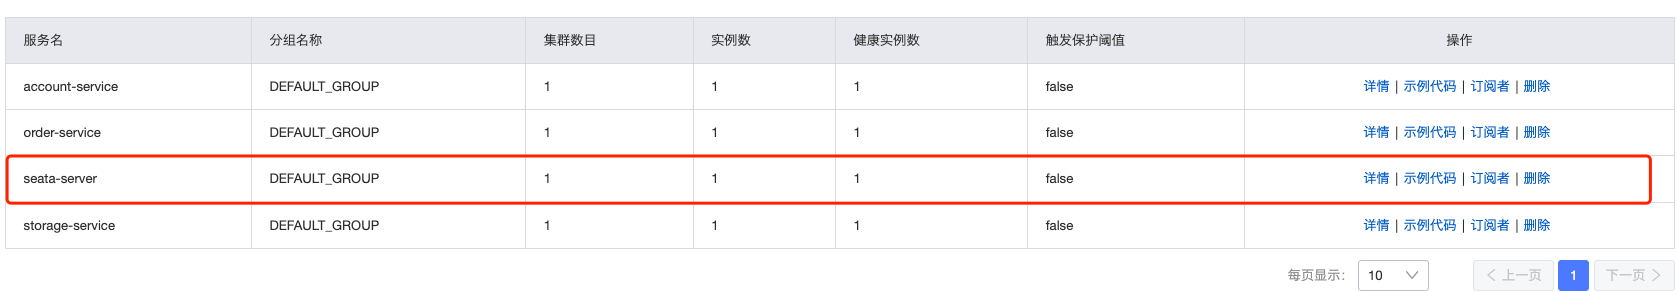 服务名 分组名称 集群数目 实例数 健康实例数 触发保护阈值 操作
account-service DEFAULT_GROUP 1 1 1 false 详情 | 示例代码 | 订阅者 | 删除
order-service DEFAULT_GROUP 1 1 1 false 详情 | 示例代码 | 订阅者 | 删除
seata-server DEFAULT_GROUP 1 1 1 false 详情 | 示例代码 | 订阅者 | 删除
storage-service DEFAULT_GROUP 1 1 1 false 详情 | 示例代码 | 订阅者 | 删除
每页显示: 10 上一页 1 下一页